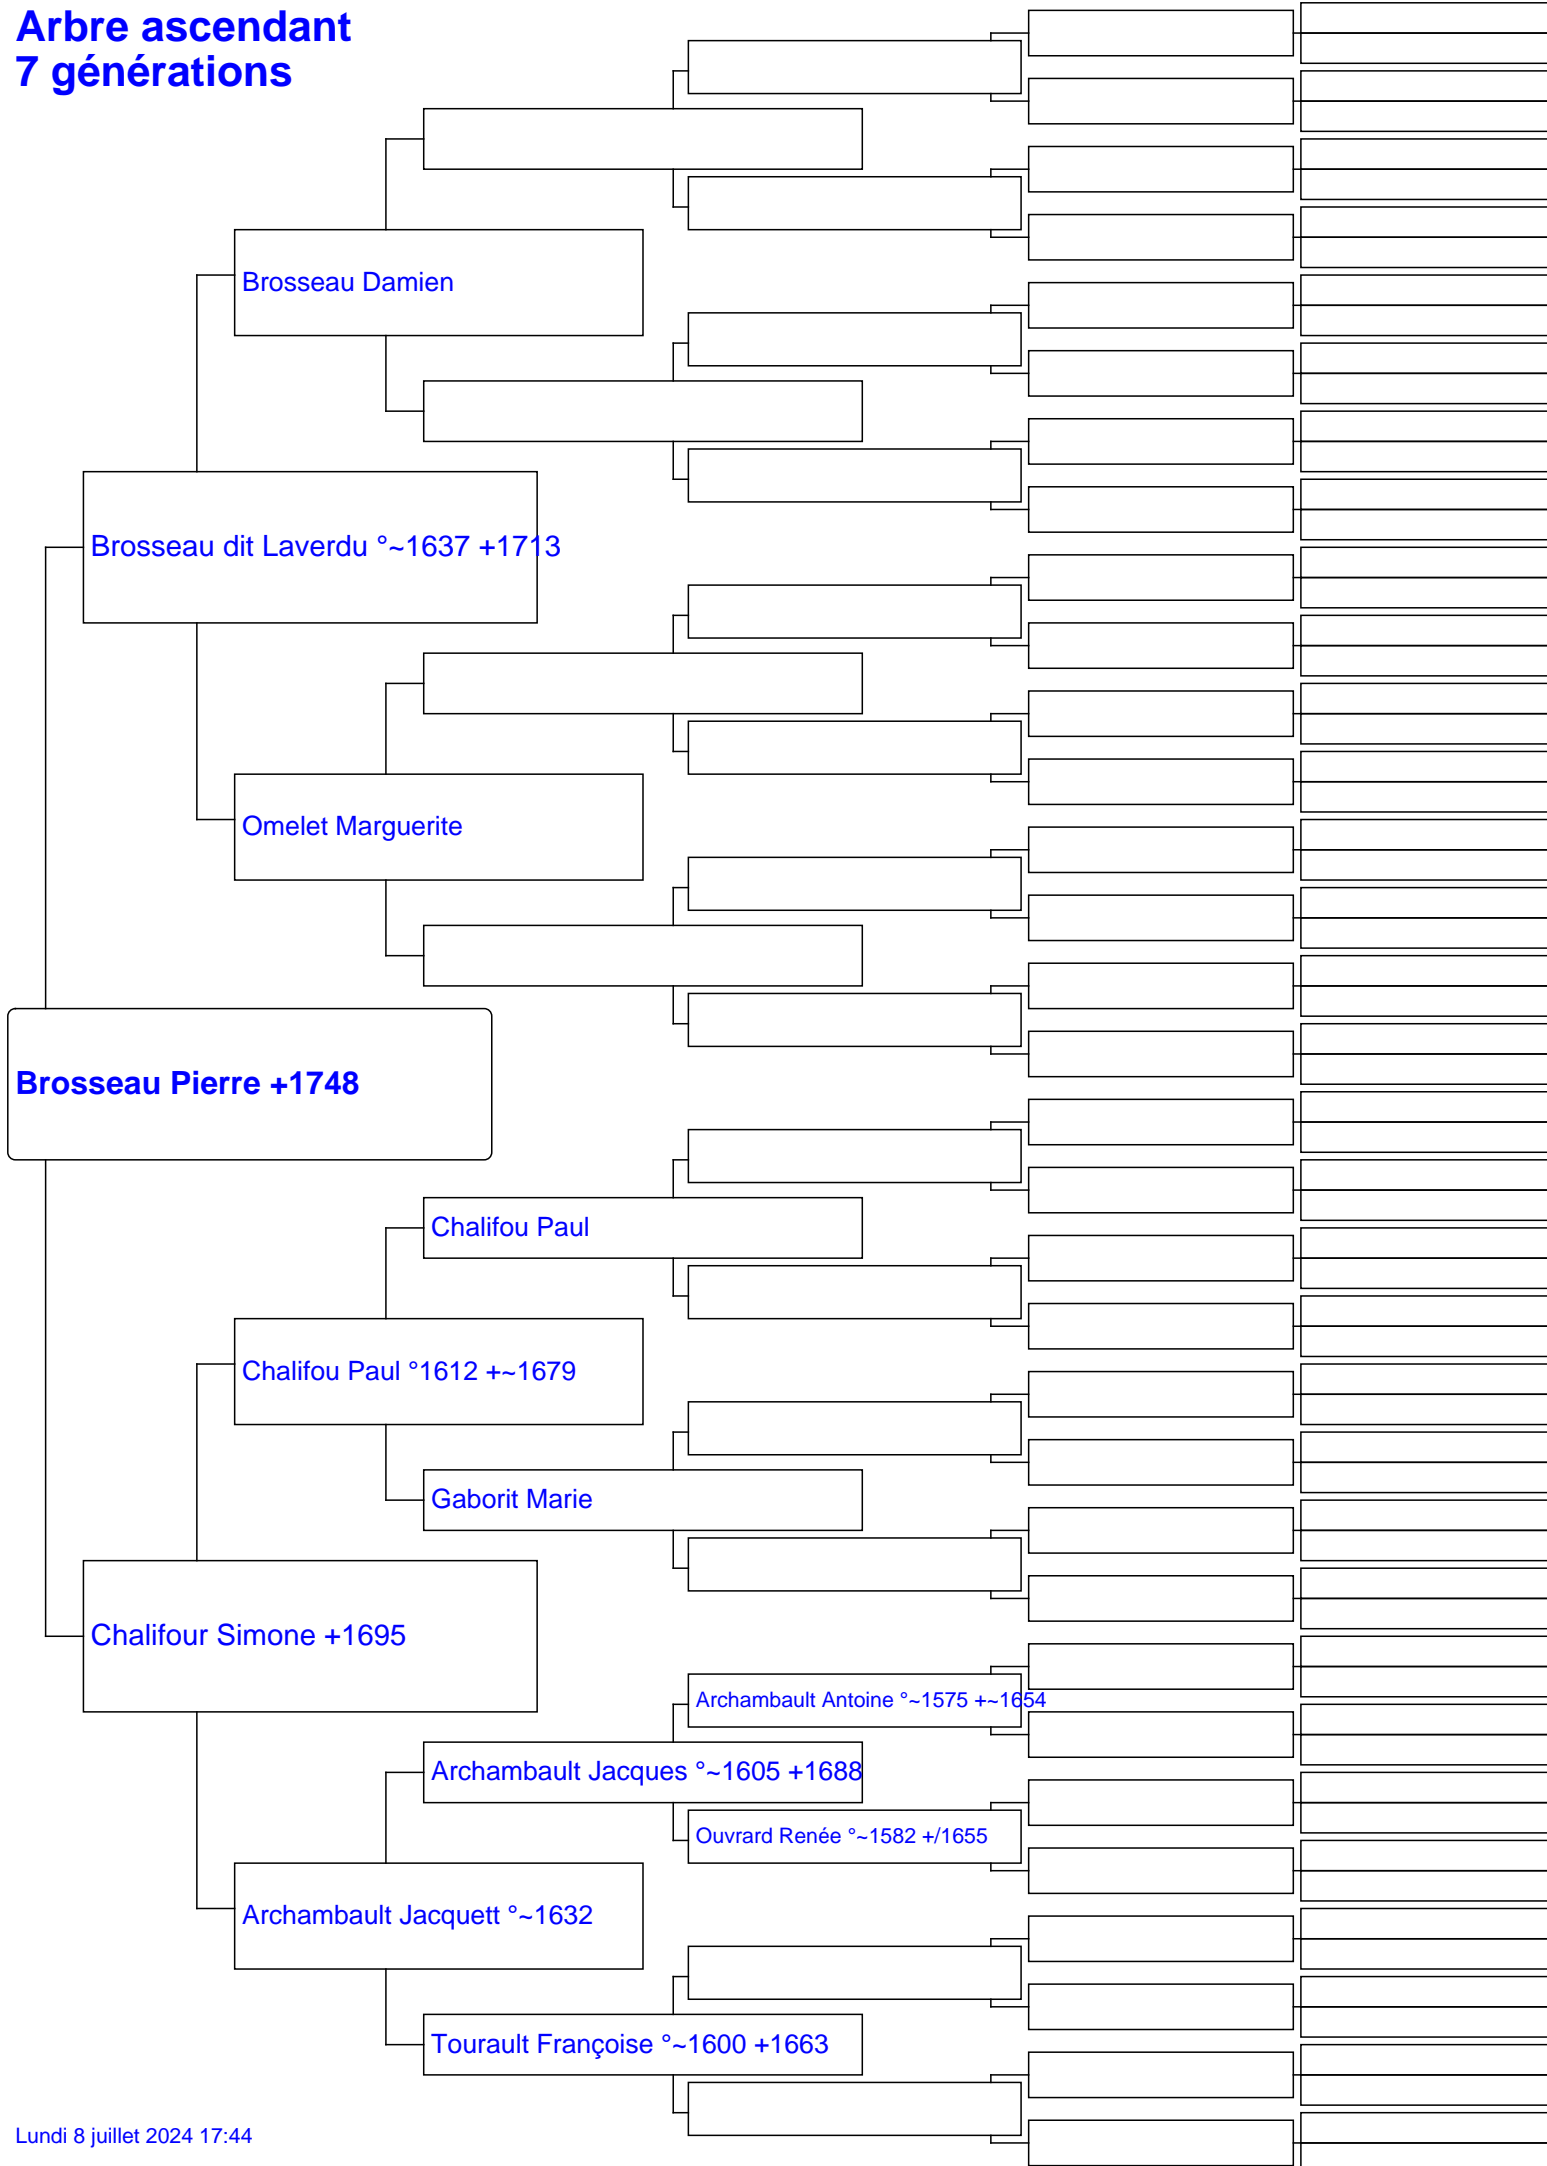 Arbre ascendant
7 générations
Brosseau Damien
Brosseau dit Laverdu °~1637 +1713
Omelet Marguerite
Brosseau Pierre +1748
Chalifou Paul
Chalifou Paul °1612 +~1679
Gaborit Marie
Chalifour Simone +1695
Archambault Antoine °~1575 +~1654
Archambault Jacques °~1605 +1688
Ouvrard Renée °~1582 +/1655
Archambault Jacquett °~1632
Tourault Françoise °~1600 +1663
Lundi 8 juillet 2024 17:44